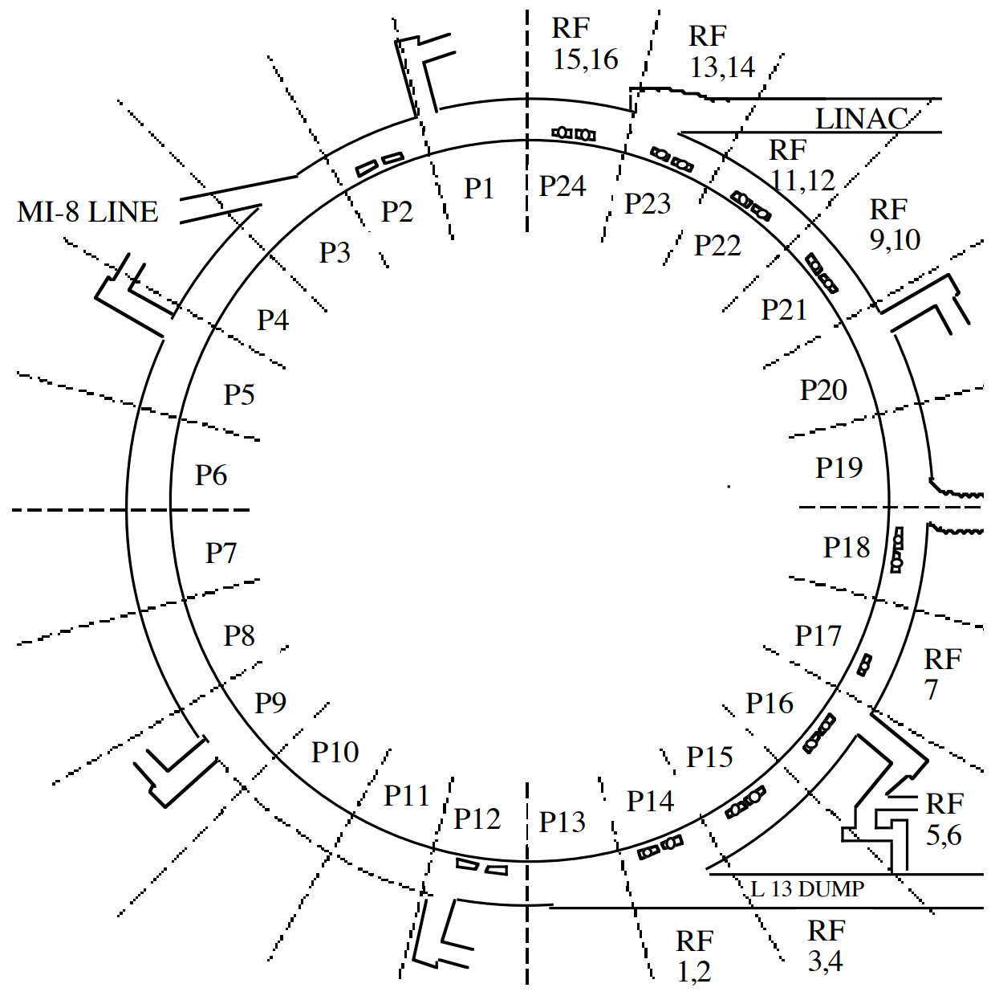 RF
15,16
RF
13,14
LINAC
RF
11,12
P1
P24
P2
P23
MI-8 LINE
RF
9,10
P3
P22
P4
P21
P5
P20
P6
P19
P7
P18
P8
P17
RF
7
P9
P16
P10
P15
P11
P14
P12
P13
RF
5,6
L 13 DUMP
RF
1,2
RF
3,4